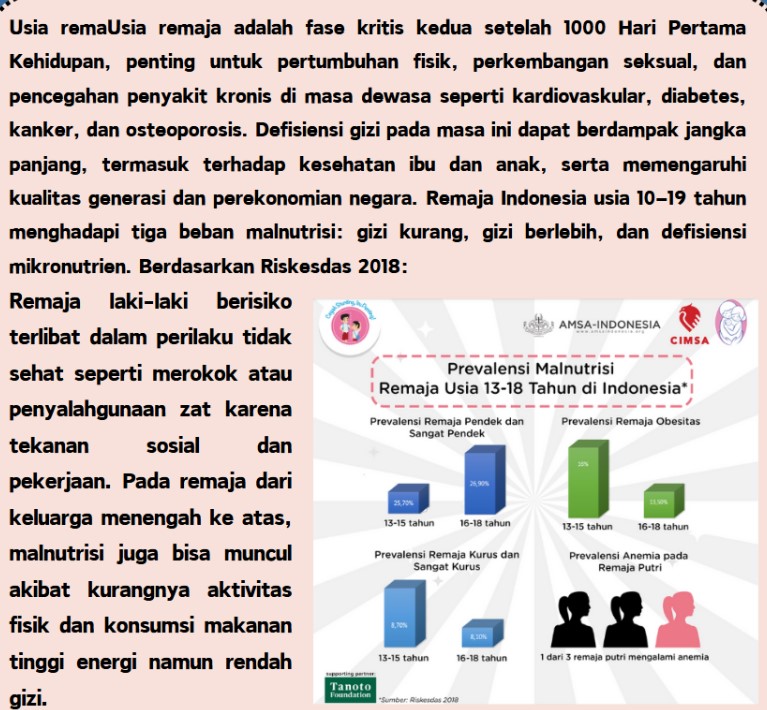 Usia remaUsia remaja adalah fase kritis kedua setelah 1000 Hari Pertama
Kehidupan, penting untuk pertumbuhan fisik, perkembangan seksual, dan
pencegahan penyakit kronis di masa dewasa seperti kardiovaskular, diabetes,
kanker, dan osteoporosis. Defisiensi gizi pada masa ini dapat berdampak jangka
panjang, termasuk terhadap kesehatan ibu dan anak, serta memengaruhi
kualitas generasi dan perekonomian negara. Remaja Indonesia usia 10–19 tahun
menghadapi tiga beban malnutrisi: gizi kurang, gizi berlebih, dan defisiensi
mikronutrien. Berdasarkan Riskesdas 2018:
Remaja laki-laki berisiko
terlibat dalam perilaku tidak
sehat seperti merokok atau
penyalahgunaan zat karena
tekanan sosial dan
pekerjaan. Pada remaja dari
keluarga menengah ke atas,
malnutrisi juga bisa muncul
akibat kurangnya aktivitas
fisik dan konsumsi makanan
tinggi energi namun rendah
gizi.
AMSA-INDONESIA
CIMSA
Prevalensi Malnutrisi
Remaja Usia 13-18 Tahun di Indonesia*
Prevalensi Remaja Pendek dan
Sangat Pendek
25,70%
26,90%
13-15 tahun
16-18 tahun
Prevalensi Remaja Obesitas
13-15 tahun
16-18 tahun
Prevalensi Remaja Kurus dan
Sangat Kurus
8,70%
8,10%
13-15 tahun
16-18 tahun
Prevalensi Anemia pada
Remaja Putri
1 dari 3 remaja putri mengalami anemia
supporting partner:
Tanoto
Foundation
*Sumber: Riskesdas 2018